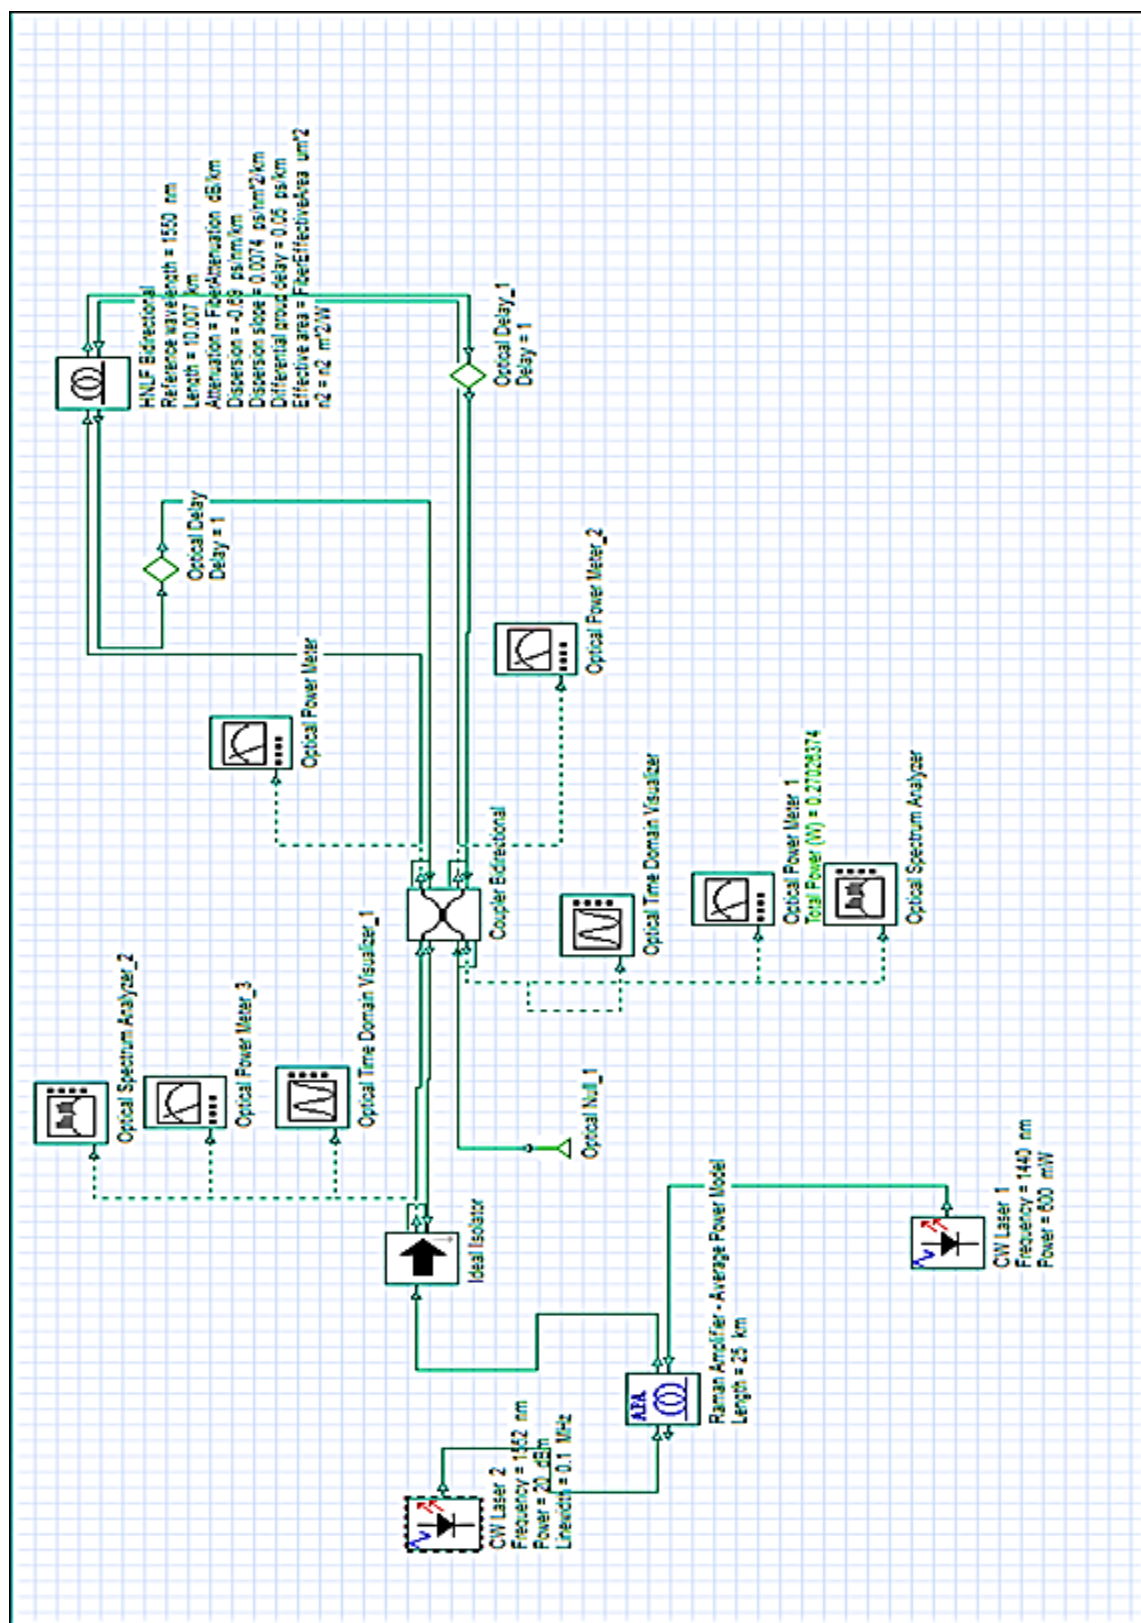 CW Laser 2
Frequency = 1552 nm
Power = 20 dBm
Linewidth = 0.1 MHz
Raman Amplifier - Average Power Model
Length = 25 km
APA
CW Laser 1
Frequency = 1440 nm
Power = 600 mW
Ideal Isolator
Optical Null_1
Optical Spectrum Analyzer_2
Optical Power Meter_3
Optical Time Domain Visualizer_1
Coupler Bidirectional
Optical Time Domain Visualizer
Optical Power Meter_1
Total Power (W) = 0.27026374
Optical Spectrum Analyzer
Optical Power Meter
Optical Power Meter_2
Optical Delay
Delay = 1
HNLF Bidirectional
Reference wavelength = 1550 nm
Length = 10.007 km
Attenuation = FiberAttenuation dB/km
Dispersion = -0.69 ps/nm/km
Dispersion slope = 0.0074 ps/nm^2/km
Differential group delay = 0.05 ps/km
Effective area = FiberEffectiveArea um^2
n2 = n2 m^2/W
Optical Delay_1
Delay = 1